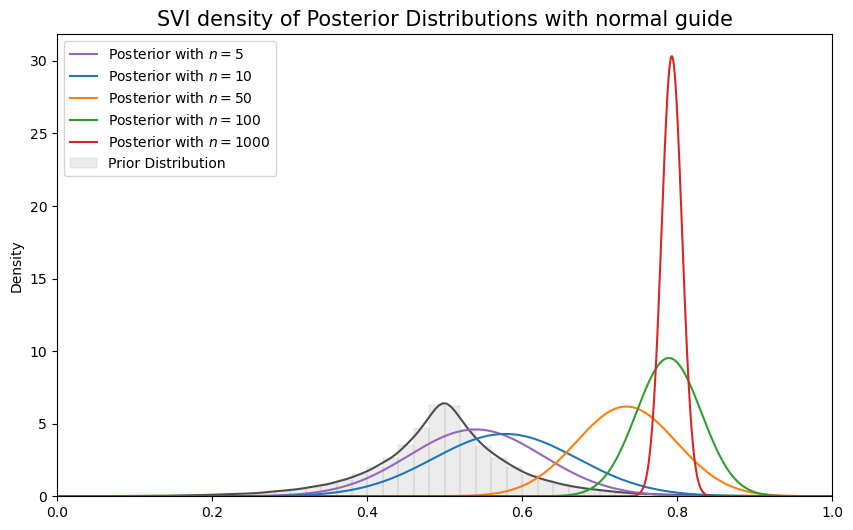 SVI density of Posterior Distributions with normal guide
Posterior with n = 5
Posterior with n = 10
Posterior with n = 50
Posterior with n = 100
Posterior with n = 1000
Prior Distribution
Density
30
25
20
15
10
5
0
0.0 0.2 0.4 0.6 0.8 1.0